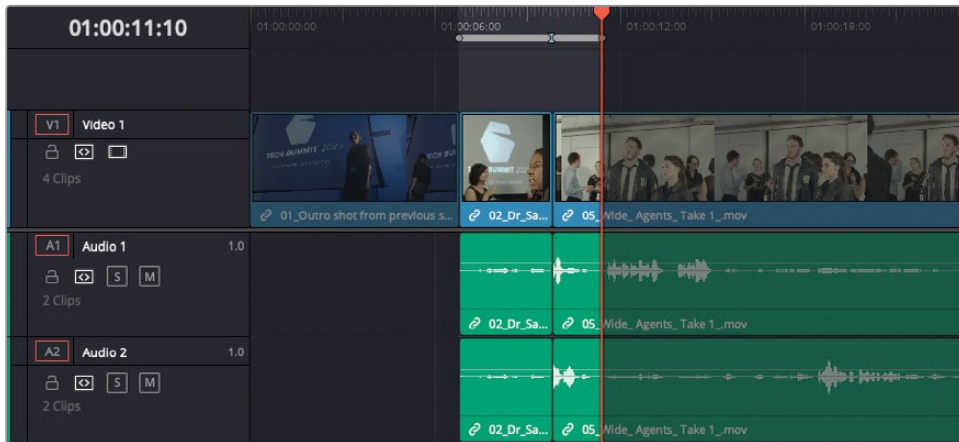 01:00:11:10
01:00:00:00
01:00:06:00
01:00:12:00
01:00:18:00
V1 Video 1
4 Clips
TECH SUMMIT 2025
01_Outro shot from previous s...
02_Dr_Sa...
05_Wide_ Agents_ Take 1_.mov
A1 Audio 1 1.0
S M
2 Clips
02_Dr_Sa...
05_Wide_ Agents_ Take 1_.mov
A2 Audio 2 1.0
S M
2 Clips
02_Dr_Sa...
05_Wide_ Agents_ Take 1_.mov